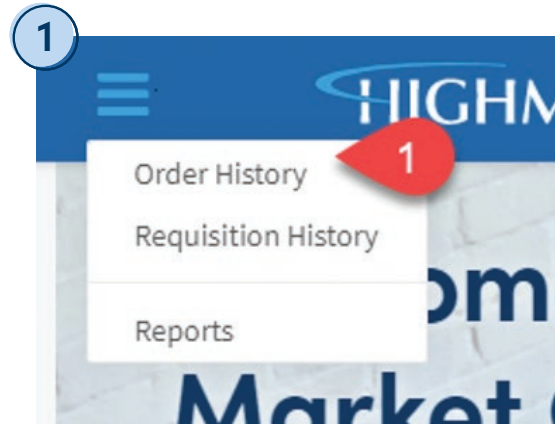 1
HIGHM
1
Order History
Requisition History
om
Reports
Market